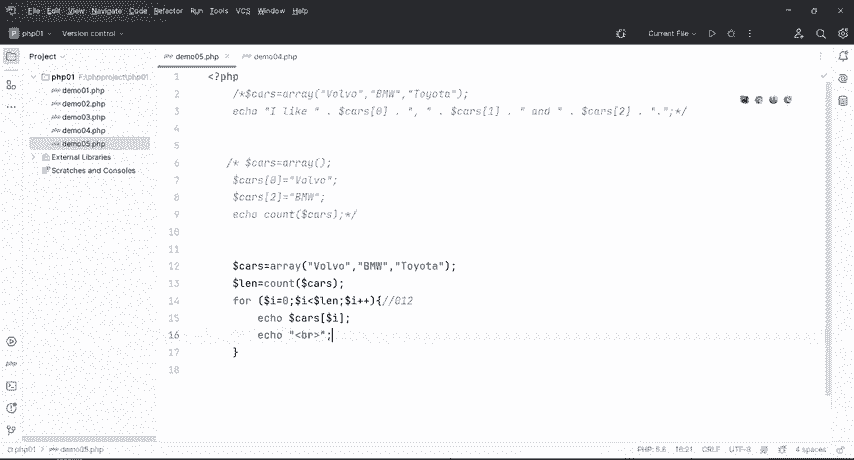 File Edit View Navigate Code Refactor Run Tools VCS Window Help
P php01 Version control Current File
Project
php01 F:\phpproject\php01
demo01.php
demo02.php
demo03.php
demo04.php
demo05.php
External Libraries
Scratches and Consoles
demo05.php demo04.php
1 <?php
2 /*$cars=array("Volvo","BMW","Toyota");
3 echo "I like " . $cars[0] . ", " . $cars[1] . " and " . $cars[2] . ".";*/
4
5
6 /* $cars=array();
7 $cars[0]="Volvo";
8 $cars[2]="BMW";
9 echo count($cars);*/
10
11
12 $cars=array("Volvo","BMW","Toyota");
13 $len=count($cars);
14 for ($i=0;$i<$len;$i++){//012
15 echo $cars[$i];
16 echo "<br>";
17 }
18
php01 > demo05.php PHP: 5.6 16:21 CRLF UTF-8 4 spaces